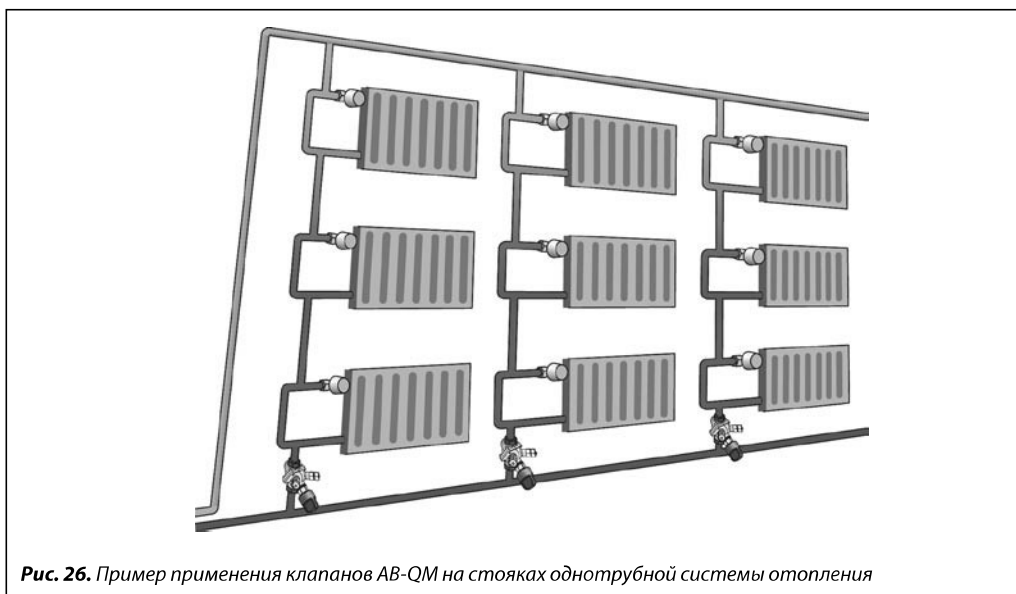 Рис. 26. Пример применения клапанов AB-QM на стояках однотрубной системы отопления